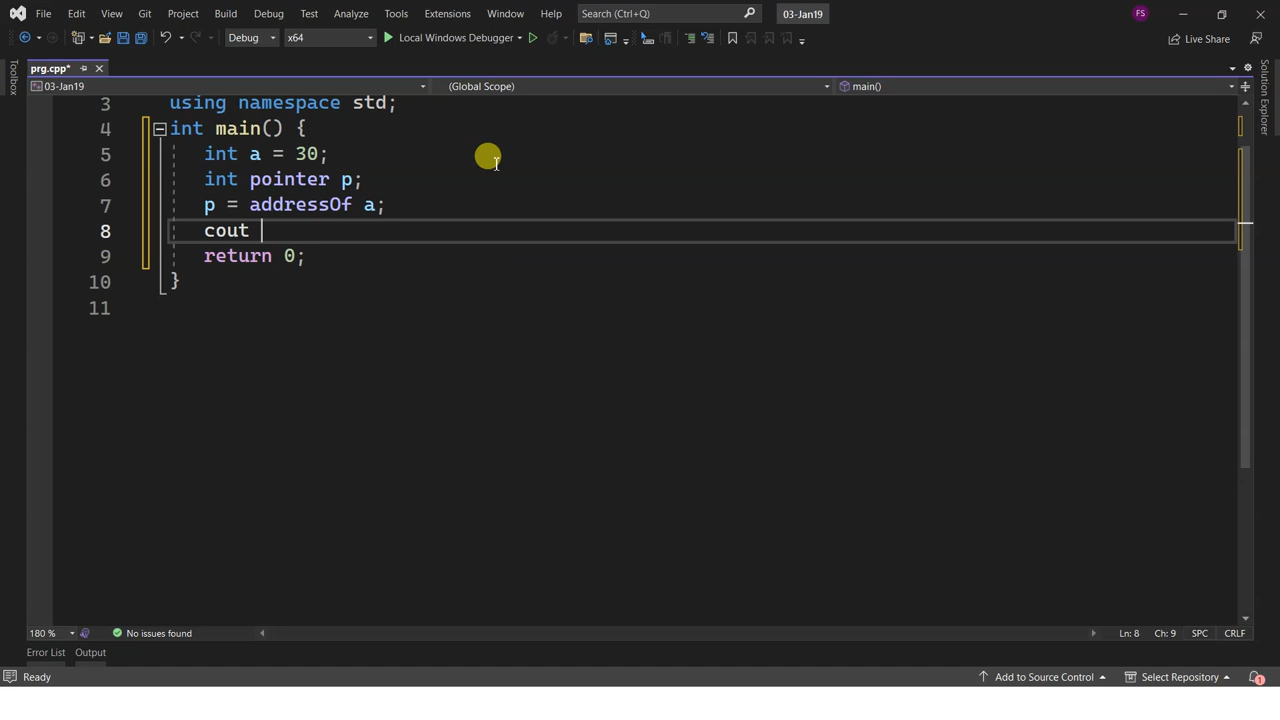 File Edit View Git Project Build Debug Test Analyze Tools Extensions Window Help Search (Ctrl+Q) 03-Jan19 FS
Debug x64 Local Windows Debugger Live Share
prg.cpp*
03-Jan19 (Global Scope) main()
Toolbox
Solution Explorer
3 using namespace std;
4 int main() {
5 int a = 30;
6 int pointer p;
7 p = addressOf a;
8 cout
9 return 0;
10 }
11
180 % No issues found Ln: 8 Ch: 9 SPC CRLF
Error List Output
Ready Add to Source Control Select Repository 1